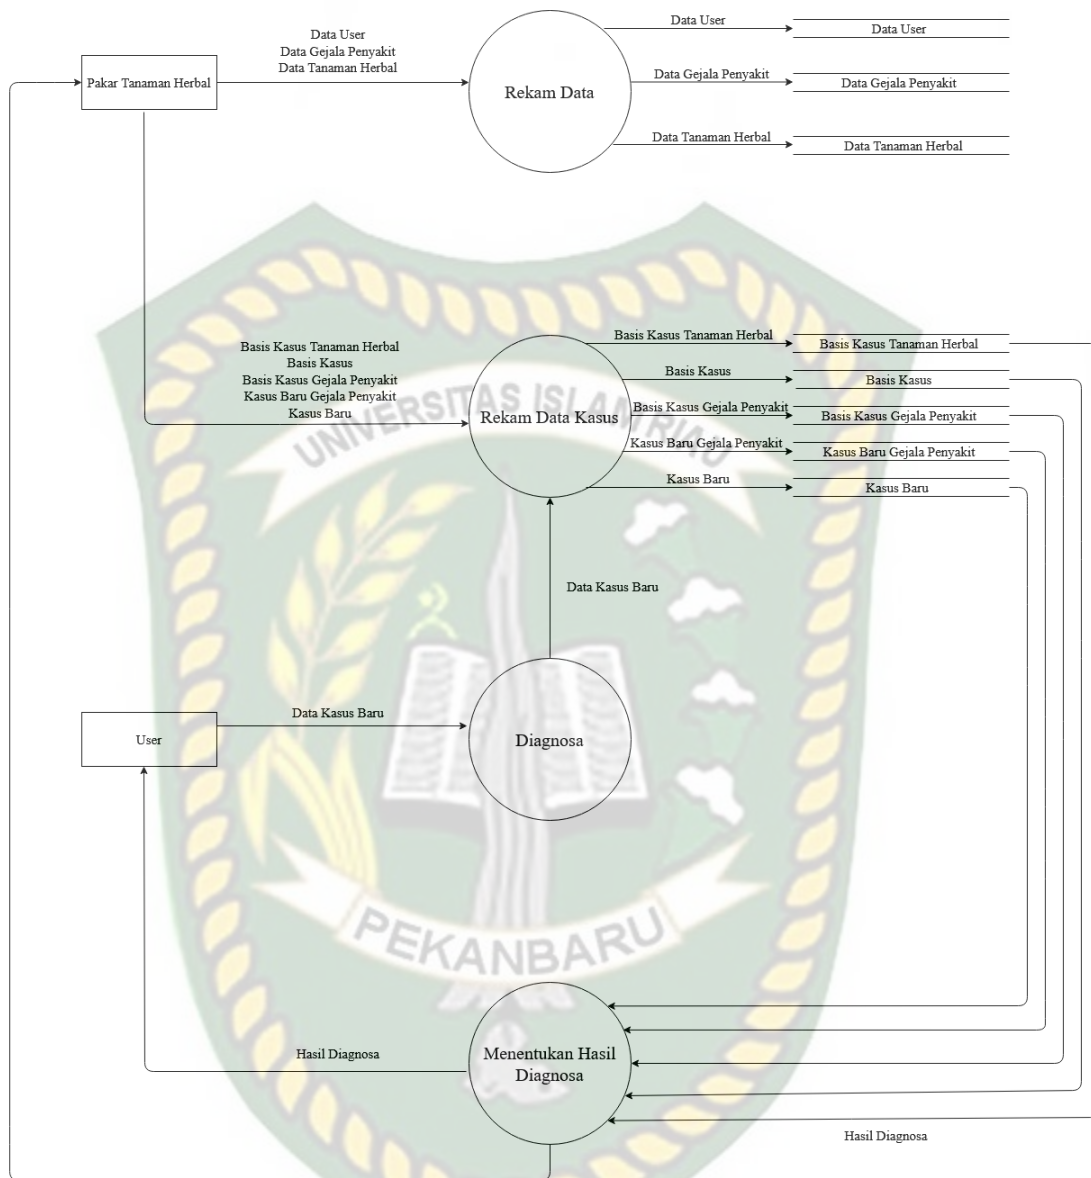 Data User
Data Gejala Penyakit
Data Tanaman Herbal
Pakar Tanaman Herbal
Rekam Data
Data User
Data User
Data Gejala Penyakit
Data Gejala Penyakit
Data Tanaman Herbal
Data Tanaman Herbal
Basis Kasus Tanaman Herbal
Basis Kasus
Basis Kasus Gejala Penyakit
Kasus Baru Gejala Penyakit
Kasus Baru
Rekam Data Kasus
Basis Kasus Tanaman Herbal
Basis Kasus Tanaman Herbal
Basis Kasus
Basis Kasus
Basis Kasus Gejala Penyakit
Basis Kasus Gejala Penyakit
Kasus Baru Gejala Penyakit
Kasus Baru Gejala Penyakit
Kasus Baru
Kasus Baru
UNIVERSITAS ISLAM RIAU
Data Kasus Baru
User
Data Kasus Baru
Diagnosa
PEKANBARU
Hasil Diagnosa
Menentukan Hasil
Diagnosa
Hasil Diagnosa